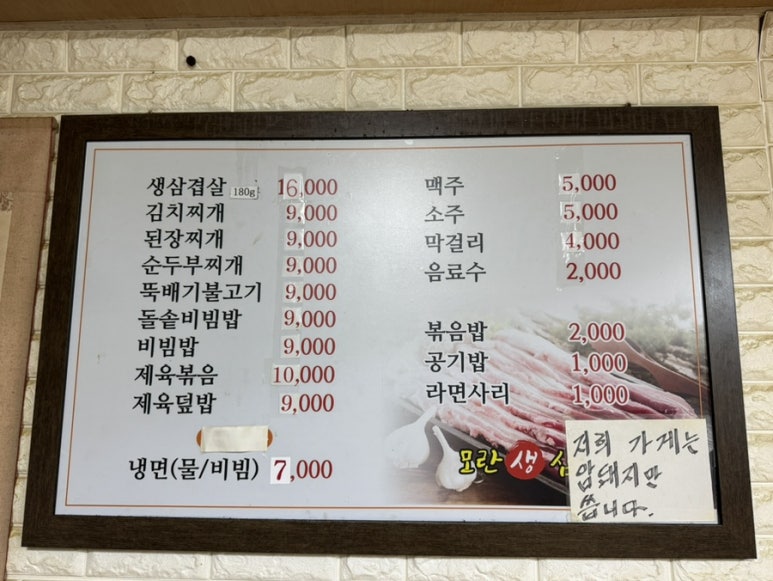 생삼겹살 180g 16,000
김치찌개 9,000
된장찌개 9,000
순두부찌개 9,000
뚝배기불고기 9,000
돌솥비빔밥 9,000
비빔밥 9,000
제육볶음 10,000
제육덮밥 9,000
냉면(물/비빔) 7,000
맥주 5,000
소주 5,000
막걸리 4,000
음료수 2,000
볶음밥 2,000
공기밥 1,000
라면사리 1,000
모란 생
저희 가게는
암돼지만
씁니다.